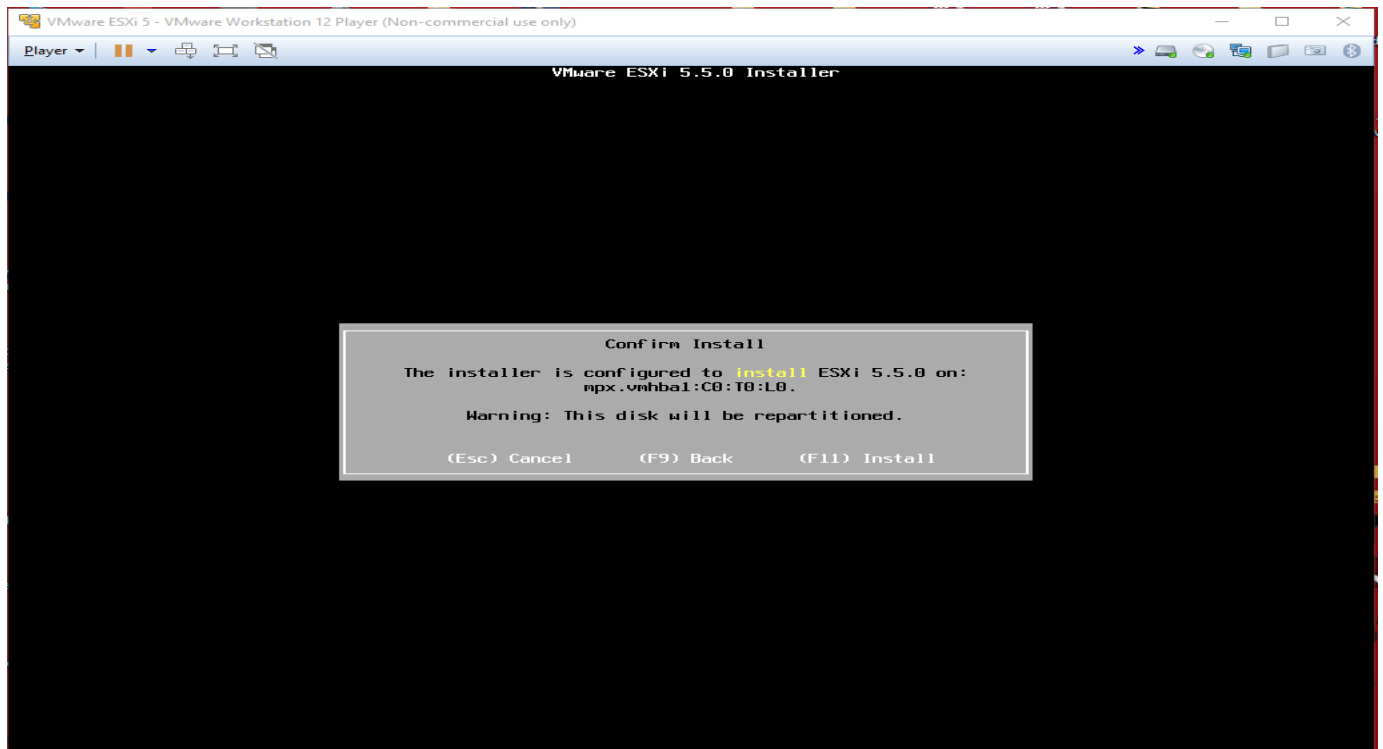 VMware ESXi 5 - VMware Workstation 12 Player (Non-commercial use only)
Player
VMware ESXi 5.5.0 Installer
Confirm Install
The installer is configured to install ESXi 5.5.0 on:
mpx.vmhba1:C0:T0:L0.
Warning: This disk will be repartitioned.
(Esc) Cancel (F9) Back (F11) Install